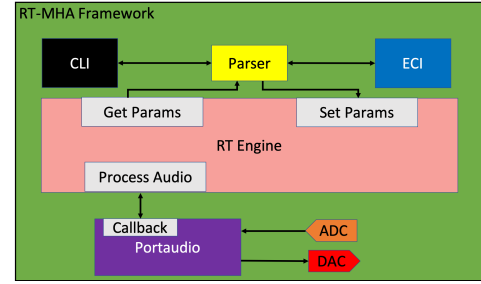 RT-MHA Framework
CLI
Parser
ECI
Get Params
Set Params
RT Engine
Process Audio
Callback
Portaudio
ADC
DAC